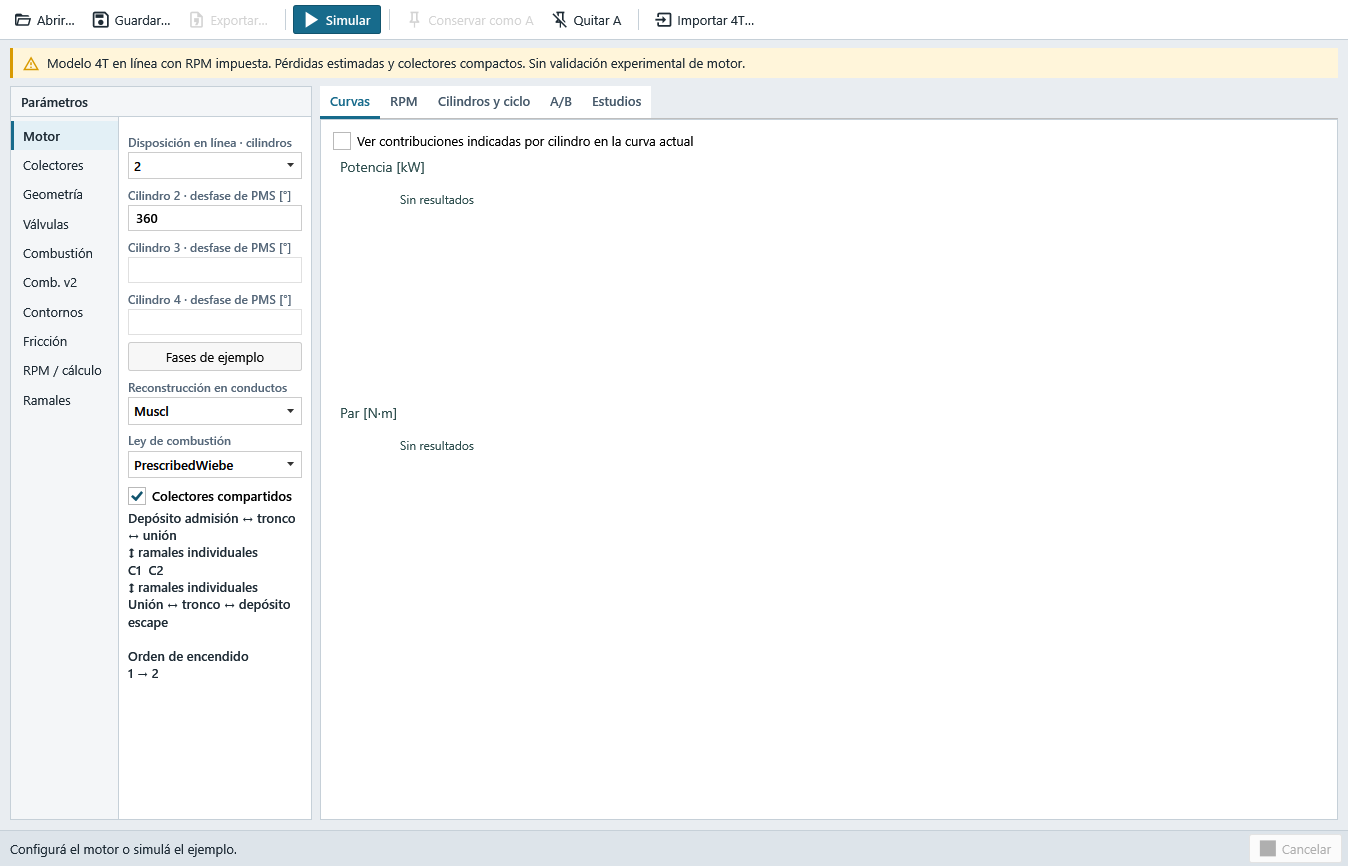 Abrir...
Guardar...
Exportar...
Simular
Conservar como A
Quitar A
Importar 4T...
Modelo 4T en línea con RPM impuesta. Pérdidas estimadas y colectores compactos. Sin validación experimental de motor.
Parámetros
Motor
Colectores
Geometría
Válvulas
Combustión
Comb. v2
Contornos
Fricción
RPM / cálculo
Ramales
Disposición en línea · cilindros
2
Cilindro 2 · desfase de PMS [°]
360
Cilindro 3 · desfase de PMS [°]
Cilindro 4 · desfase de PMS [°]
Fases de ejemplo
Reconstrucción en conductos
Muscl
Ley de combustión
PrescribedWiebe
Colectores compartidos
Depósito admisión ↔ tronco
↔ unión
↕ ramales individuales
C1 C2
↕ ramales individuales
Unión ↔ tronco ↔ depósito
escape
Orden de encendido
1 → 2
Curvas
RPM
Cilindros y ciclo
A/B
Estudios
Ver contribuciones indicadas por cilindro en la curva actual
Potencia [kW]
Sin resultados
Par [N·m]
Sin resultados
Configurá el motor o simulá el ejemplo.
Cancelar